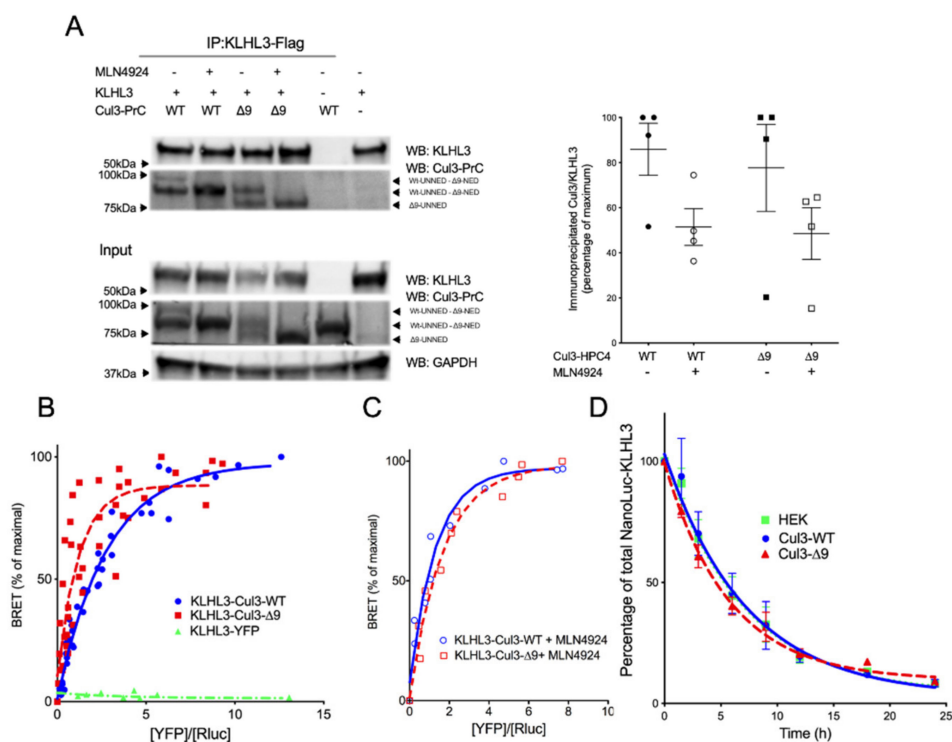 A
IP:KLHL3-Flag
MLN4924 - + - + - -
KLHL3 + + + + - +
Cul3-PrC WT WT Δ9 Δ9 WT -
WB: KLHL3
50kDa
WB: Cul3-PrC
100kDa
Wt-UNNED - Δ9-NED
Wt-UNNED - Δ9-NED
75kDa
Δ9-UNNED
Input
WB: KLHL3
50kDa
WB: Cul3-PrC
100kDa
Wt-UNNED - Δ9-NED
Wt-UNNED - Δ9-NED
75kDa
Δ9-UNNED
WB: GAPDH
37kDa
Immunoprecipitated Cul3/KLHL3
(percentage of maximum)
100
80
60
40
20
0
Cul3-HPC4 WT WT Δ9 Δ9
MLN4924 - + - +
B
BRET (% of maximal)
100
50
0
0 5 10 15
[YFP]/[Rluc]
KLHL3-Cul3-WT
KLHL3-Cul3-Δ9
KLHL3-YFP
C
BRET (% of maximal)
100
50
0
0 2 4 6 8
[YFP]/[Rluc]
KLHL3-Cul3-WT + MLN4924
KLHL3-Cul3-Δ9+ MLN4924
D
Percentage of total NanoLuc-KLHL3
100
50
0
0 5 10 15 20 25
Time (h)
HEK
Cul3-WT
Cul3-Δ9